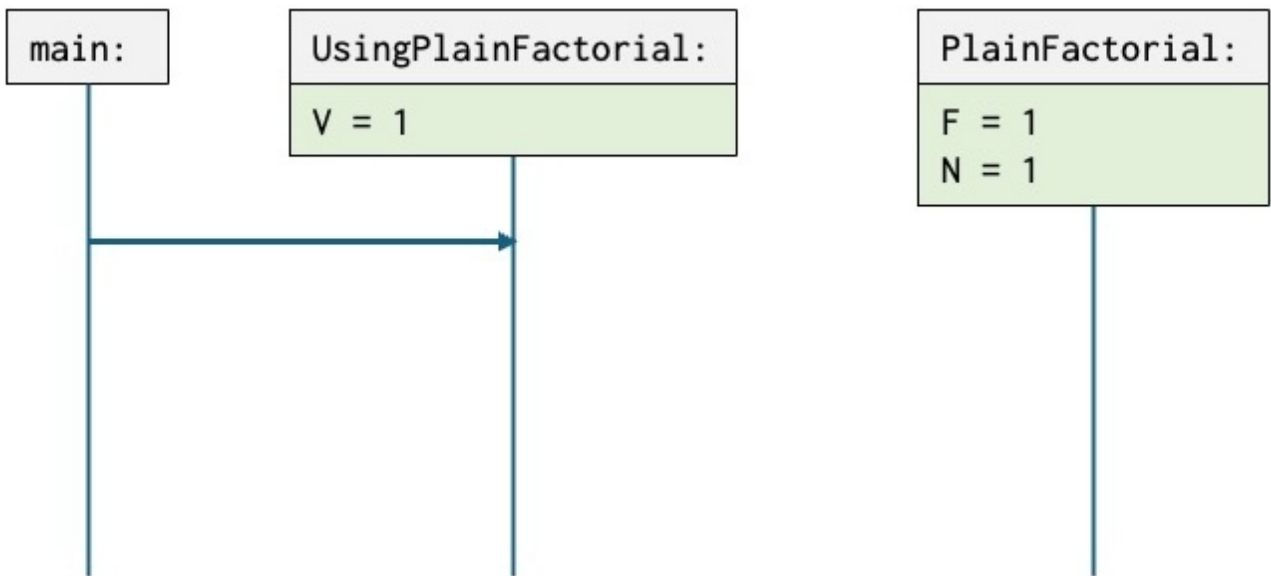 main:
UsingPlainFactorial:
V = 1
PlainFactorial:
F = 1
N = 1